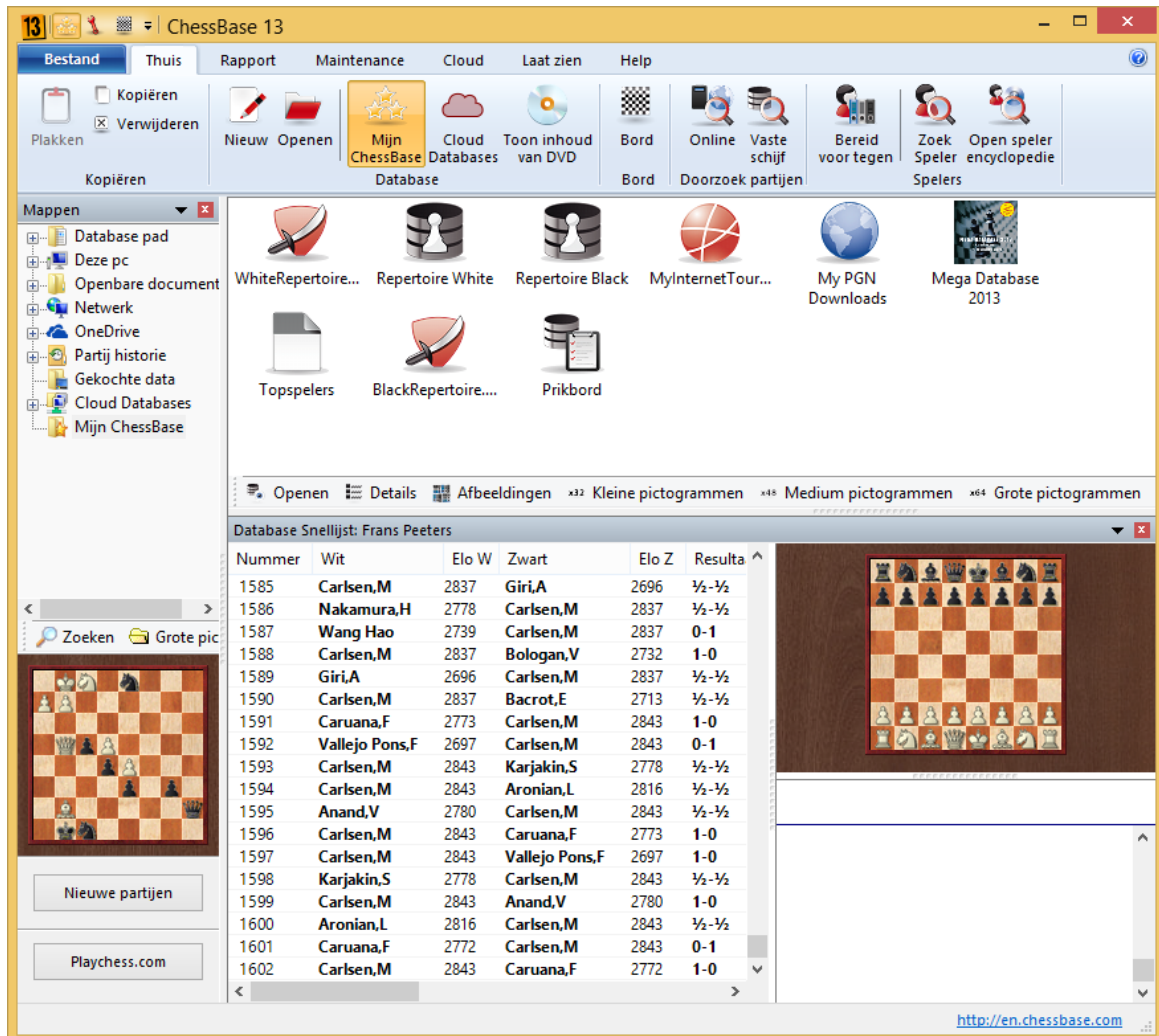 13 ChessBase 13
Bestand Thuis Rapport Maintenance Cloud Laat zien Help
Plakken
Kopiëren
Verwijderen
Kopiëren
Nieuw Openen Mijn ChessBase Cloud Databases Toon inhoud van DVD
Database
Bord
Bord
Online Vaste schijf
Doorzoek partijen
Bereid voor tegen Zoek Speler Open speler encyclopedie
Spelers
Mappen
Database pad
Deze pc
Openbare document
Netwerk
OneDrive
Partij historie
Gekochte data
Cloud Databases
Mijn ChessBase
Zoeken Grote pic
Nieuwe partijen
Playchess.com
WhiteRepertoire... Repertoire White Repertoire Black MyInternetTour... My PGN Downloads Mega Database 2013
Topspelers BlackRepertoire.... Prikbord
Openen Details Afbeeldingen x32 Kleine pictogrammen x48 Medium pictogrammen x64 Grote pictogrammen
Database Snellijst: Frans Peeters
Nummer Wit Elo W Zwart Elo Z Resulta
1585 Carlsen,M 2837 Giri,A 2696 ½-½
1586 Nakamura,H 2778 Carlsen,M 2837 ½-½
1587 Wang Hao 2739 Carlsen,M 2837 0-1
1588 Carlsen,M 2837 Bologan,V 2732 1-0
1589 Giri,A 2696 Carlsen,M 2837 ½-½
1590 Carlsen,M 2837 Bacrot,E 2713 ½-½
1591 Caruana,F 2773 Carlsen,M 2843 1-0
1592 Vallejo Pons,F 2697 Carlsen,M 2843 0-1
1593 Carlsen,M 2843 Karjakin,S 2778 ½-½
1594 Carlsen,M 2843 Aronian,L 2816 ½-½
1595 Anand,V 2780 Carlsen,M 2843 ½-½
1596 Carlsen,M 2843 Caruana,F 2773 1-0
1597 Carlsen,M 2843 Vallejo Pons,F 2697 1-0
1598 Karjakin,S 2778 Carlsen,M 2843 ½-½
1599 Carlsen,M 2843 Anand,V 2780 1-0
1600 Aronian,L 2816 Carlsen,M 2843 ½-½
1601 Caruana,F 2772 Carlsen,M 2843 0-1
1602 Carlsen,M 2843 Caruana,F 2772 1-0
http://en.chessbase.com